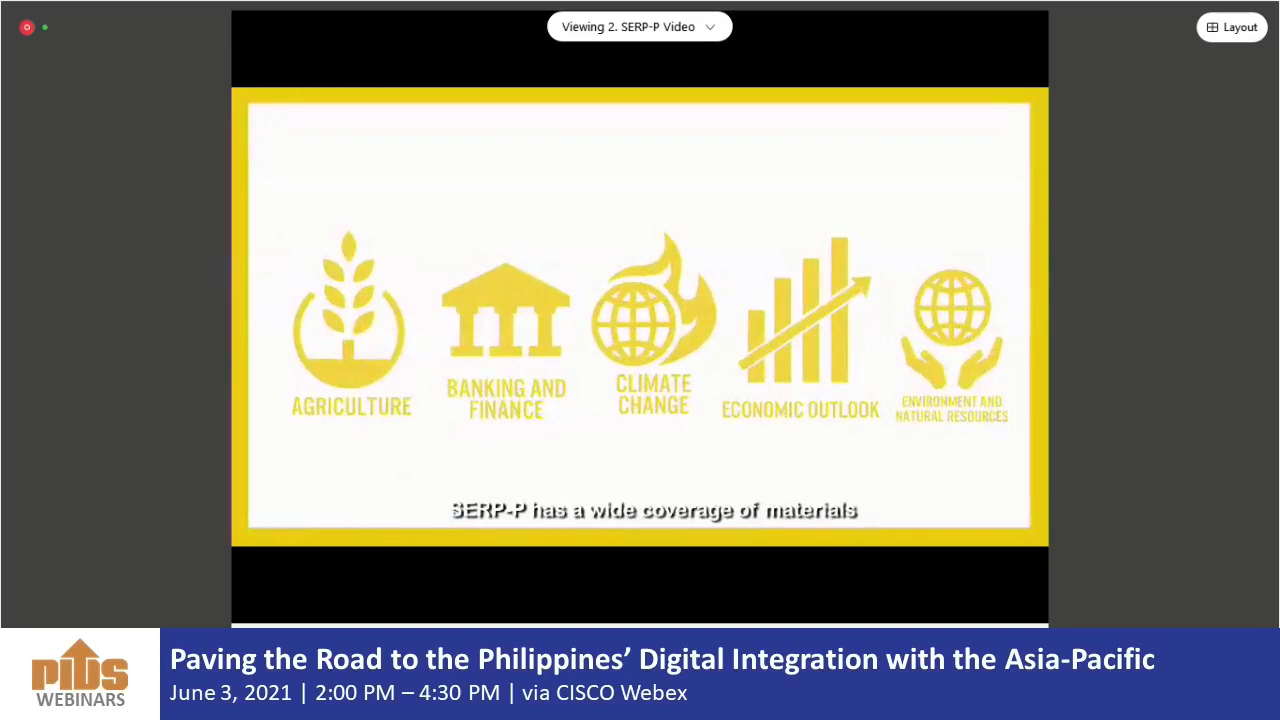 Viewing 2. SERP-P Video
Layout
AGRICULTURE
BANKING AND
FINANCE
CLIMATE
CHANGE
ECONOMIC OUTLOOK
ENVIRONMENT AND
NATURAL RESOURCES
SERP-P has a wide coverage of materials
PIDS
WEBINARS
Paving the Road to the Philippines’ Digital Integration with the Asia-Pacific
June 3, 2021 | 2:00 PM – 4:30 PM | via CISCO Webex